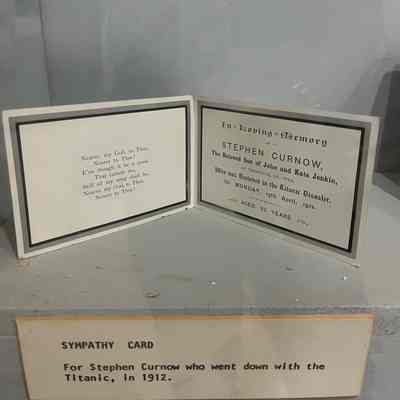 Nearer, my God, to Thee,
Nearer to Thee!
E'en though it be a cross
That raiseth me,
Still all my song shall be,
Nearer my God, to Thee,
Nearer to Thee!
In Loving Memory
OF
STEPHEN CURNOW,
The Beloved Son of John and Kate Jenkin,
Who was Drowned in the Titanic Disaster,
On MONDAY, 15th April, 1912.
AGED YEARS
SYMPATHY CARD
For Stephen Curnow who went down with the
Titanic, in 1912.